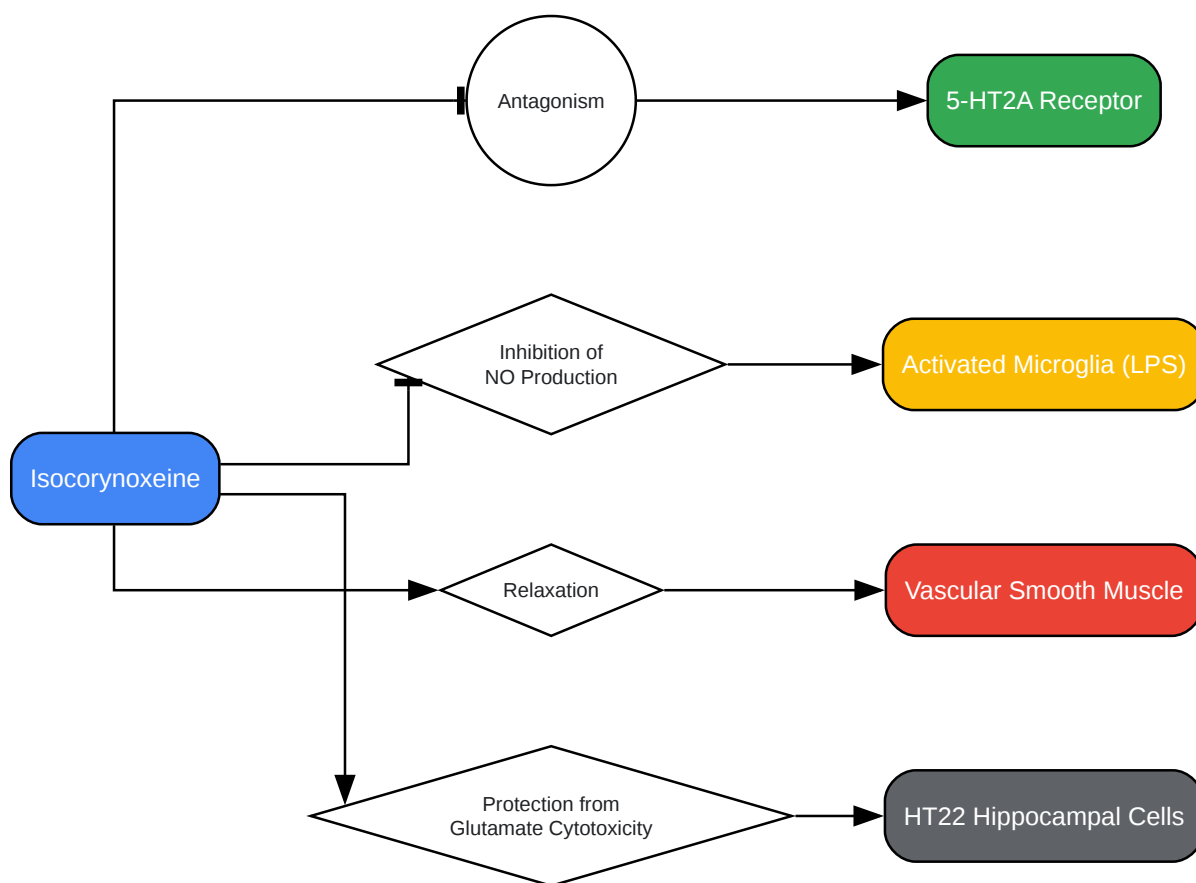 Antagonism
5-HT2A Receptor
Inhibition of
NO Production
Activated Microglia (LPS)
Isocorynoxeine
Relaxation
Vascular Smooth Muscle
Protection from
Glutamate Cytotoxicity
HT22 Hippocampal Cells